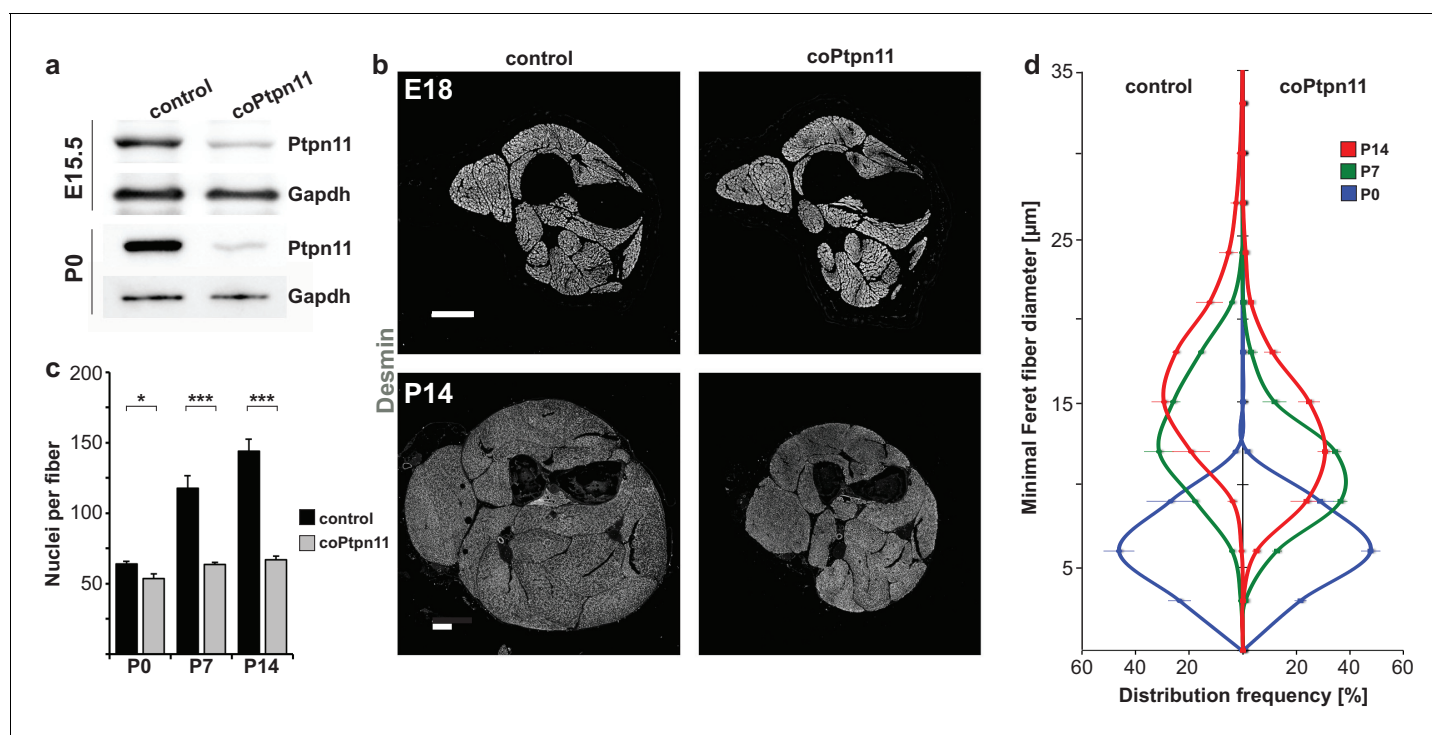 a
control
coPtpn11
E15.5
Ptpn11
Gapdh
P0
Ptpn11
Gapdh
b
control
coPtpn11
E18
P14
Desmin
c
200
150
100
50
Nuclei per fiber
*
***
***
control
coPtpn11
P0
P7
P14
d
control
coPtpn11
P14
P7
P0
35
25
15
5
Minimal Feret fiber diameter [µm]
60
40
20
20
40
60
Distribution frequency [%]